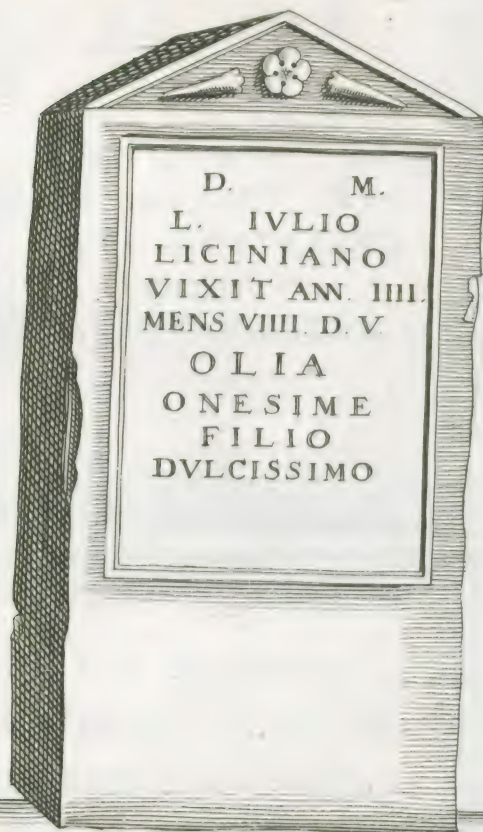 D. M.
L. IVLIO
LICINIANO
VIXIT ANN. IIII.
MENS VIIII. D. V.
OLIA
ONESIME
FILIO
DVLCISSIMO